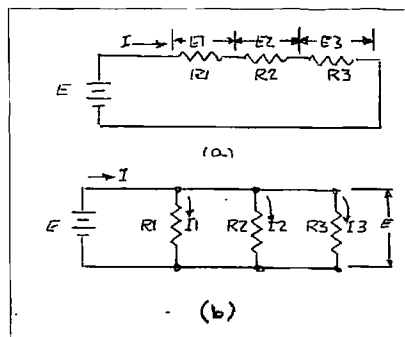 I E1 E2 E3
R1 R2 R3
E
(a)
I
E R1 I1 R2 I2 R3 I3 E
(b)